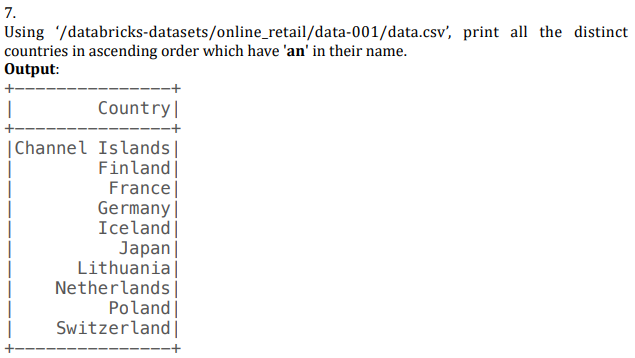 7.
Using '/databricks-datasets/online_retail/data-001/data.csv', print all the distinct
countries in ascending order which have 'an' in their name.
Output:
+---------------+
|        Country|
+---------------+
|Channel Islands|
|        Finland|
|         France|
|        Germany|
|        Iceland|
|          Japan|
|      Lithuania|
|    Netherlands|
|         Poland|
|    Switzerland|
+---------------+